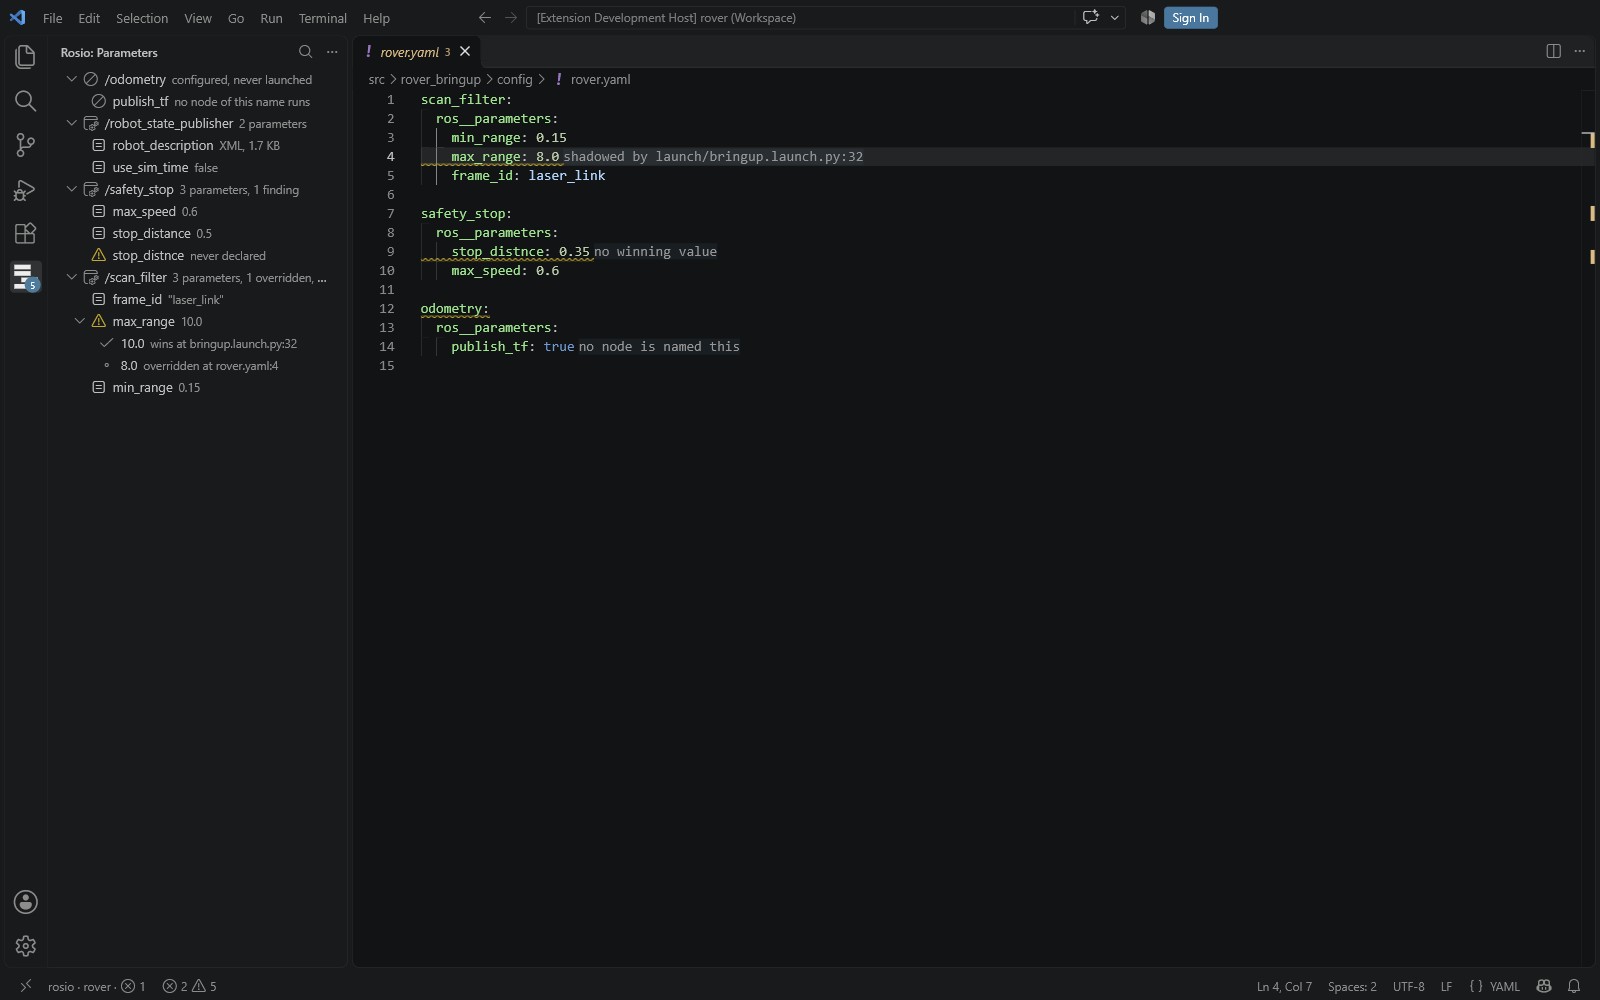 File Edit Selection View Go Run Terminal Help
[Extension Development Host] rover (Workspace)
Sign In
Rosio: Parameters
/odometry configured, never launched
publish_tf no node of this name runs
/robot_state_publisher 2 parameters
robot_description XML, 1.7 KB
use_sim_time false
/safety_stop 3 parameters, 1 finding
max_speed 0.6
stop_distance 0.5
stop_distnce never declared
/scan_filter 3 parameters, 1 overridden, ...
frame_id "laser_link"
max_range 10.0
10.0 wins at bringup.launch.py:32
8.0 overridden at rover.yaml:4
min_range 0.15
5
! rover.yaml 3
src > rover_bringup > config > ! rover.yaml
1 scan_filter:
2 ros__parameters:
3 min_range: 0.15
4 max_range: 8.0 shadowed by launch/bringup.launch.py:32
5 frame_id: laser_link
6
7 safety_stop:
8 ros__parameters:
9 stop_distnce: 0.35 no winning value
10 max_speed: 0.6
11
12 odometry:
13 ros__parameters:
14 publish_tf: true no node is named this
15
rosio · rover · 1 2 5
Ln 4, Col 7 Spaces: 2 UTF-8 LF { } YAML